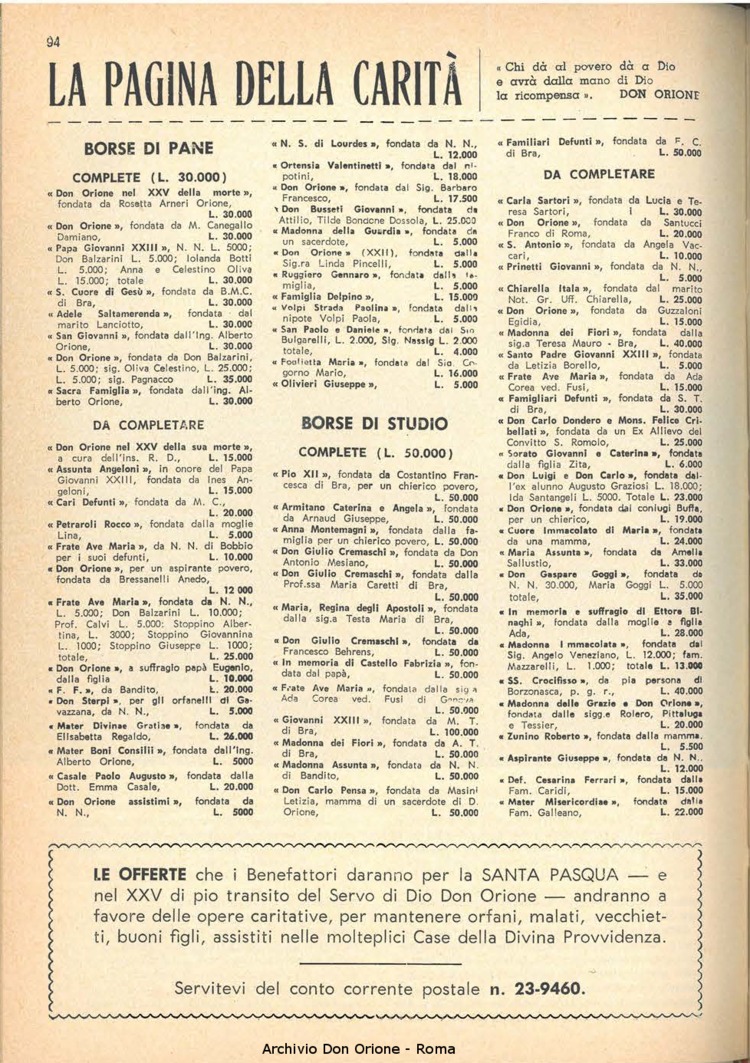 94
LA PAGINA DELLA CARITÀ
« Chi dà al povero dà a Dio
e avrà dalla mano di Dio
la ricompensa ». DON ORIONE
BORSE DI PANE
COMPLETE (L. 30.000)
« Don Orione nel XXV della morte »,
fondata da Rosetta Arneri Orione,
L. 30.000
« Don Orione », fondata da M. Canegallo
Damiano, L. 30.000
« Papa Giovanni XXIII », N. N. L. 5000;
Don Balzarini L. 5.000; Iolanda Botti
L. 5.000; Anna e Celestino Oliva
L. 15.000; totale L. 30.000
« S. Cuore di Gesù », fondata da B.M.C.
di Bra, L. 30.000
« Adele Saltamerenda », fondata dal
marito Lanciotto, L. 30.000
« San Giovanni », fondata dall'Ing. Alberto
Orione, L. 30.000
« Don Orione », fondata da Don Balzarini,
L. 5.000; sig. Oliva Celestino, L. 25.000;
L. 5.000; sig. Pagnacco L. 35.000
« Sacra Famiglia », fondata dall'ing. Al-
berto Orione, L. 30.000
DA COMPLETARE
« Don Orione nel XXV della sua morte »,
a cura dell'Ins. R. D., L. 15.000
« Assunta Angeloni », in onore del Papa
Giovanni XXIII, fondata da Ines An-
geloni, L. 15.000
« Cari Defunti », fondata da M. C.,
L. 20.000
« Petraroli Rocco », fondata dalla moglie
Lina, L. 5.000
« Frate Ave Maria », da N. N. di Bobbio
per i suoi defunti, L. 10.000
« Don Orione », per un aspirante povero,
fondata da Bressanelli Anedo,
L. 12 000
« Frate Ave Maria », fondata da N. N.,
L. 5.000; Don Balzarini L. 10.000;
Prof. Calvi L. 5.000: Stoppino Alber-
tina, L. 3000; Stoppino Giovannina
L. 1000; Stoppino Giuseppe L. 1000;
totale, L. 25.000
« Don Orione », a suffragio papà Eugenio,
dalla figlia L. 10.000
« F. F. », da Bandito, L. 20.000
« Don Sterpi », per gli orfanelli di Ga-
vazzana, da N. N., L. 5.000
« Mater Divinae Gratiae », fondata da
Elisabetta Regaldo, L. 26.000
« Mater Boni Consilii », fondata dall'Ing.
Alberto Orione, L. 5000
« Casale Paolo Augusto », fondata dalla
Dott. Emma Casale, L. 20.000
« Don Orione assistimi », fondata da
N. N., L. 5000
« N. S. di Lourdes », fondata da N. N.,
L. 12.000
« Ortensia Valentinetti », fondata dai ni-
potini, L. 18.000
« Don Orione », fondata dal Sig. Barbaro
Francesco, L. 17.500
« Don Busseti Giovanni », fondata da
Attilio, Tilde Bondone Dossola, L. 25.000
« Madonna della Guardia », fondata da
un sacerdote, L. 5.000
« Don Orione » (XXII), fondata dalla
Sig.ra Linda Pincelli, L. 5.000
« Ruggiero Gennaro », fondata dalla fa-
miglia, L. 5.000
« Famiglia Delpino », L. 15.000
« Volpi Strada Paolina », fondata dalla
nipote Volpi Paola, L. 5.000
« San Paolo e Daniele », fondata dai Sig.
Bulgarelli, L. 2.000, Sig. Nassig L. 2.000
totale, L. 4.000
« Foglietta Maria », fondata dal Sig. Co-
gorno Mario, L. 16.000
« Olivieri Giuseppe », L. 5.000
BORSE DI STUDIO
COMPLETE (L. 50.000)
« Pio XII », fondata da Costantino Fran-
cesca di Bra, per un chierico povero,
L. 50.000
« Armitano Caterina e Angela », fondata
da Arnaud Giuseppe, L. 50.000
« Anna Montemagni », fondata dalla fa-
miglia per un chierico povero, L. 50.000
« Don Giulio Cremaschi », fondata da Don
Antonio Mesiano, L. 50.000
« Don Giulio Cremaschi », fondata dalla
Prof.ssa Maria Caretti di Bra,
L. 50.000
« Maria, Regina degli Apostoli », fondata
dalla sig.a Testa Maria di Bra,
L. 50.000
« Don Giulio Cremaschi », fondata da
Francesco Behrens, L. 50.000
« In memoria di Castello Fabrizia », fon-
data dal papà, L. 50.000
« Frate Ave Maria », fondata dalla sig.a
Ada Corea ved. Fusi di Genova
L. 50.000
« Giovanni XXIII », fondata da M. T.
di Bra, L. 100.000
« Madonna dei Fiori », fondata da A. T.
di Bra, L. 50.000
« Madonna Assunta », fondata da N. N.
di Bandito, L. 50.000
« Don Carlo Pensa », fondata da Masini
Letizia, mamma di un sacerdote di D.
Orione, L. 50.000
« Familiari Defunti », fondata da F. C.
di Bra, L. 50.000
DA COMPLETARE
« Carla Sartori », fondata da Lucia e Te-
resa Sartori, L. 30.000
« Don Orione », fondata da Santucci
Franco di Roma, L. 20.000
« S. Antonio », fondata da Angela Vac-
cari, L. 10.000
« Prinetti Giovanni », fondata da N. N.,
L. 5.000
« Chiarella Itala », fondata dal marito
Not. Gr. Uff. Chiarella, L. 25.000
« Don Orione », fondata da Guzzaloni
Egidia, L. 15.000
« Madonna dei Fiori », fondata dalla
sig.a Teresa Mauro - Bra, L. 40.000
« Santo Padre Giovanni XXIII », fondata
da Letizia Borello, L. 5.000
« Frate Ave Maria », fondata da Ada
Corea ved. Fusi, L. 15.000
« Famigliari Defunti », fondata da S. T.
di Bra, L. 30.000
« Don Carlo Dondero e Mons. Felice Cri-
bellati », fondata da un Ex Allievo del
Convitto S. Romolo, L. 25.000
« Sorato Giovanni e Caterina », fondata
dalla figlia Zita, L. 6.000
« Don Luigi e Don Carlo », fondata dal-
l'ex alunno Augusto Graziosi L. 18.000;
Ida Santangeli L. 5000. Totale L. 23.000
« Don Orione », fondata dai coniugi Buffa,
per un chierico, L. 19.000
« Cuore Immacolato di Maria », fondata
da una mamma, L. 24.000
« Maria Assunta », fondata da Amelia
Sallustio, L. 33.000
« Don Gaspare Goggi », fondata da
N. N. 30.000, Maria Goggi L. 5.000
totale, L. 35.000
« In memoria e suffragio di Ettore Bi-
naghi », fondata dalla moglie a figlia
Ada, L. 28.000
« Madonna Immacolata », fondata dai
Sig. Angelo Veneziano, L. 12.000; fam.
Mazzarelli, L. 1.000; totale L. 13.000
« SS. Crocifisso », da pia persona di
Borzonasca, p. g. r., L. 40.000
« Madonna delle Grazie e Don Orione »,
fondata dalle sigg.e Rolero, Pittaluga
e Tessier, L. 20.000
« Zunino Roberto », fondata dalla mamma.
L. 5.500
« Aspirante Giuseppe », fondata da N. N.,
L. 12.000
« Def. Cesarina Ferrari », fondata dalla
Fam. Caridi, L. 15.000
« Mater Misericordiae », fondata dalla
Fam. Galleano, L. 22.000
LE OFFERTE che i Benefattori daranno per la SANTA PASQUA — e
nel XXV di pio transito del Servo di Dio Don Orione — andranno a
favore delle opere caritative, per mantenere orfani, malati, vecchiet-
ti, buoni figli, assistiti nelle molteplici Case della Divina Provvidenza.
Servitevi del conto corrente postale n. 23-9460.
Archivio Don Orione - Roma